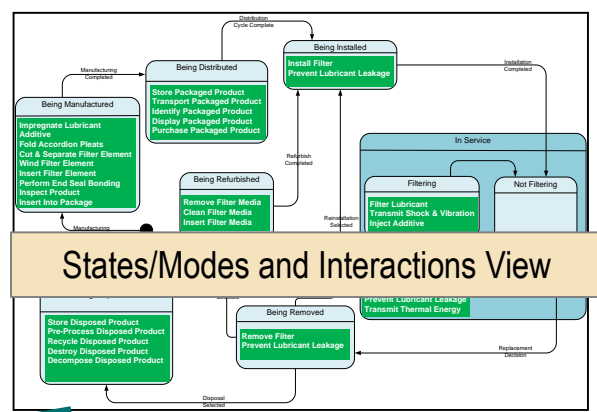 Distribution
Cycle Complete
Being Installed
Install Filter
Prevent Lubricant Leakage
Installation
Completed
Manufacturing
Completed
Being Distributed
Store Packaged Product
Transport Packaged Product
Identify Packaged Product
Display Packaged Product
Purchase Packaged Product
Being Manufactured
Impregnate Lubricant
Additive
Fold Accordion Pleats
Cut & Separate Filter Element
Wind Filter Element
Insert Filter Element
Perform End Seal Bonding
Inspect Product
Insert Into Package
Refurbish
Completed
In Service
Being Refurbished
Remove Filter Media
Clean Filter Media
Insert Filter Media
Filtering
Filter Lubricant
Transmit Shock & Vibration
Inject Additive
Not Filtering
Reinstallation
Selected
Manufacturing
States/Modes and Interactions View
Prevent Lubricant Leakage
Transmit Thermal Energy
Store Disposed Product
Pre-Process Disposed Product
Recycle Disposed Product
Destroy Disposed Product
Decompose Disposed Product
Being Removed
Remove Filter
Prevent Lubricant Leakage
Replacement
Decision
Disposal
Selected